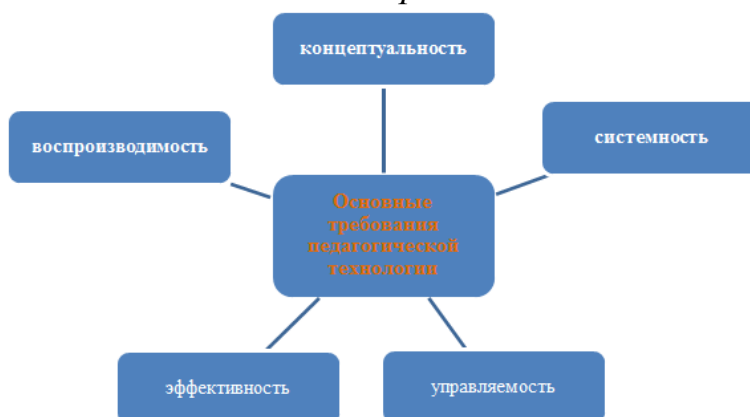 концептуальность
воспроизводимость
системность
Основные
требования
педагогической
технологии
эффективность
управляемость